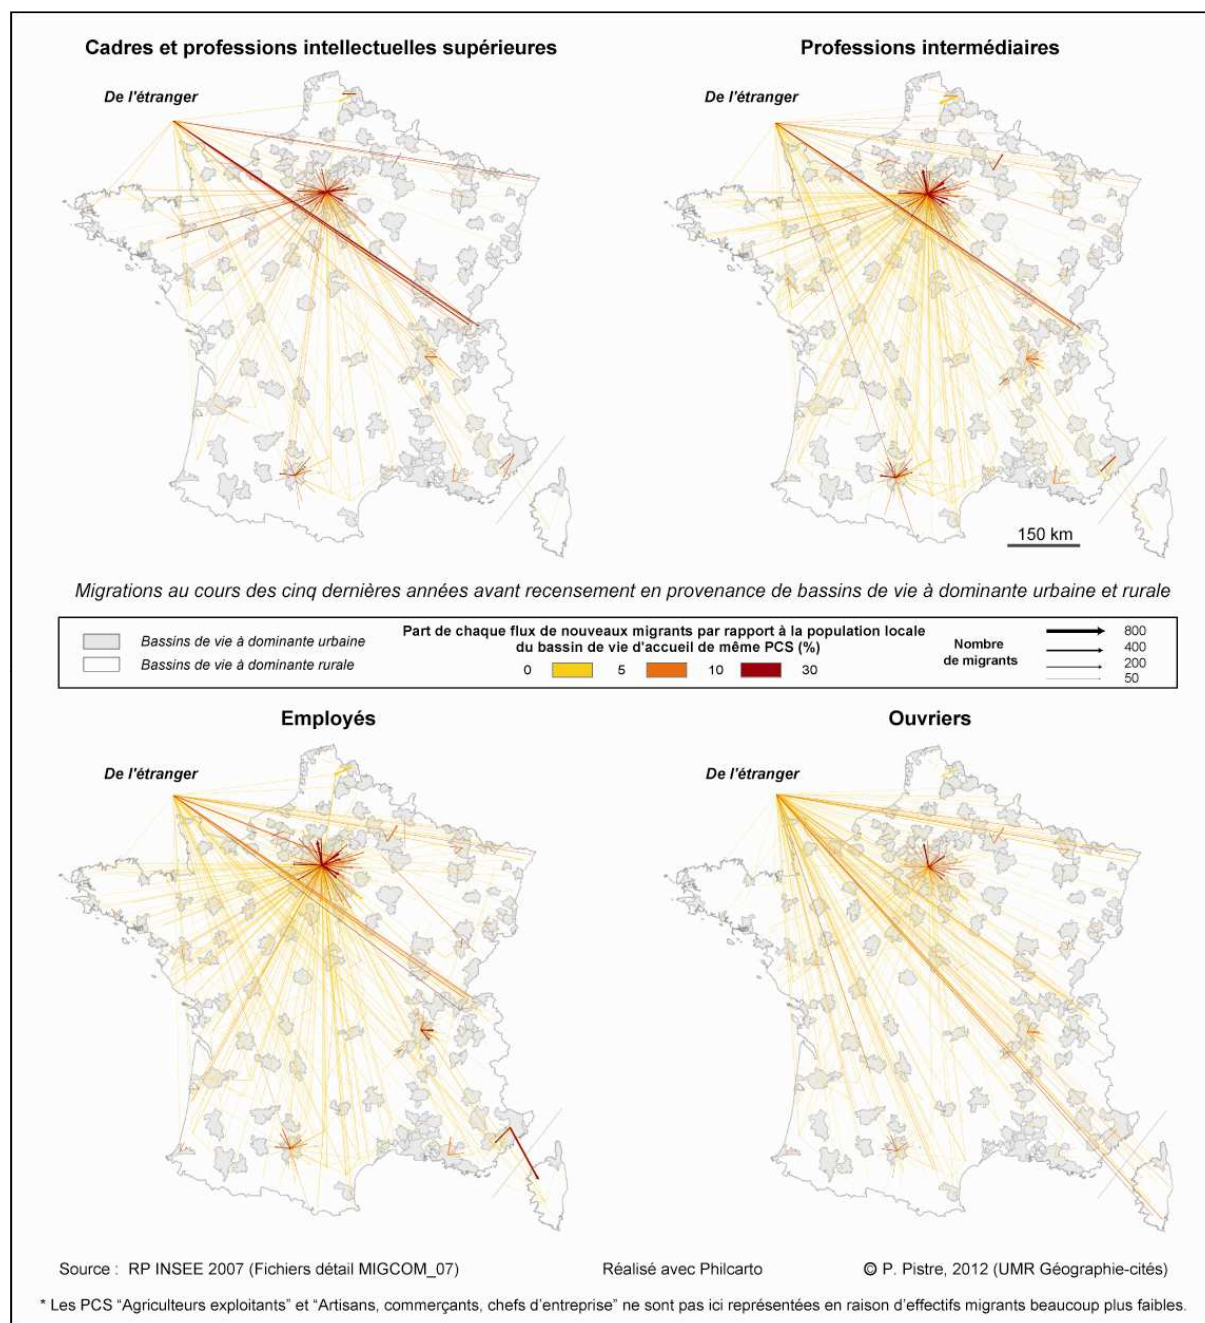 Cadres et professions intellectuelles supérieures
Professions intermédiaires
De l'étranger
De l'étranger
150 km
Migrations au cours des cinq dernières années avant recensement en provenance de bassins de vie à dominante urbaine et rurale
Bassins de vie à dominante urbaine
Bassins de vie à dominante rurale
Part de chaque flux de nouveaux migrants par rapport à la population locale
du bassin de vie d'accueil de même PCS (%)
0 5 10 30
Nombre
de migrants
800
400
200
50
Employés
Ouvriers
De l'étranger
De l'étranger
Source : RP INSEE 2007 (Fichiers détail MIGCOM_07)
Réalisé avec Philcarto
© P. Pistre, 2012 (UMR Géographie-cités)
* Les PCS “Agriculteurs exploitants” et “Artisans, commerçants, chefs d’entreprise” ne sont pas ici représentées en raison d’effectifs migrants beaucoup plus faibles.